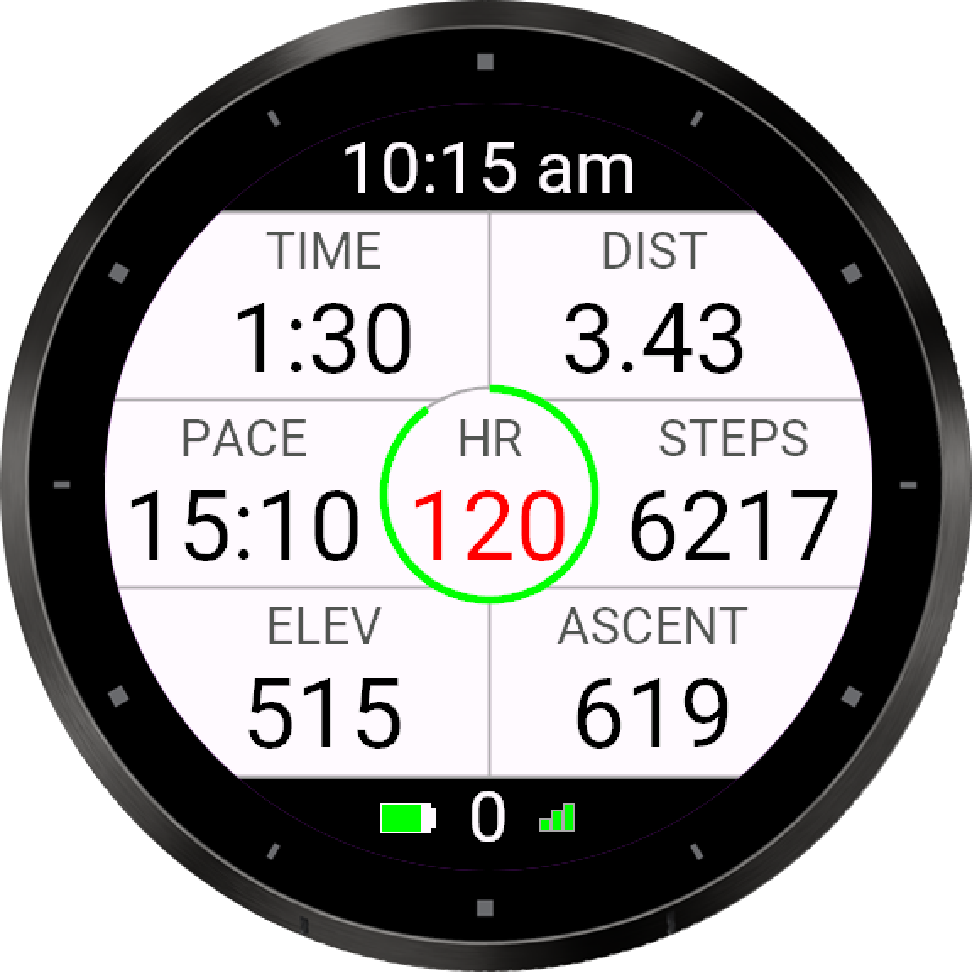 10:15 am
TIME DIST
1:30 3.43
PACE HR STEPS
15:10 120 6217
ELEV ASCENT
515 619
0